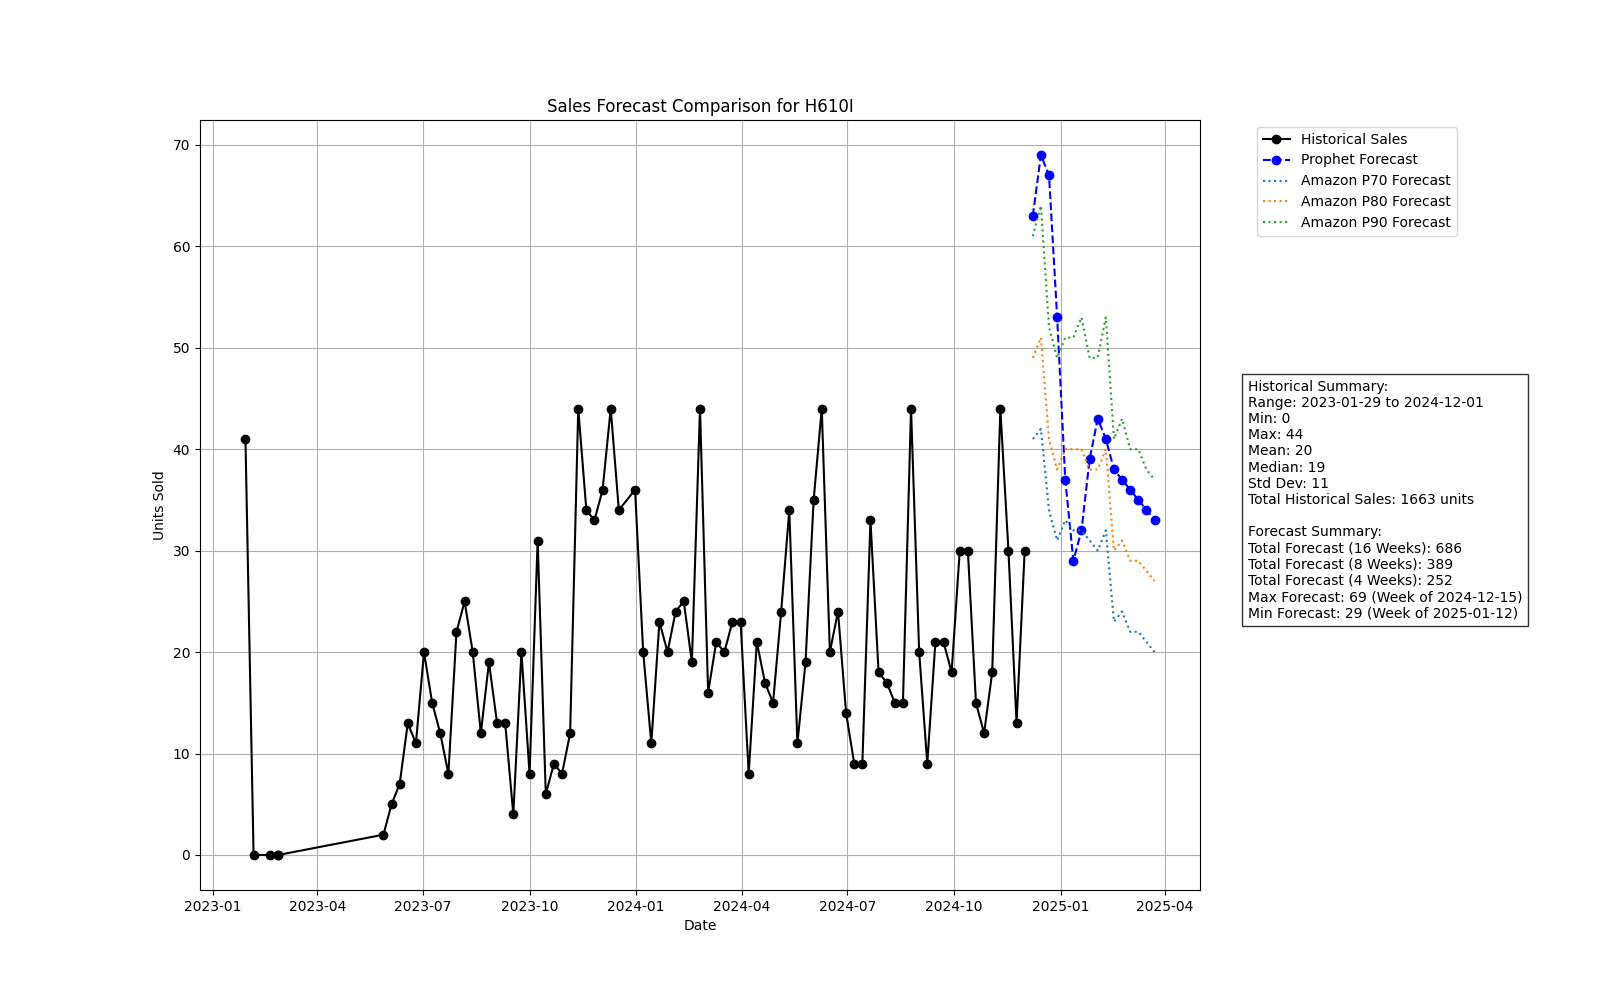 Sales Forecast Comparison for H610I
70
60
50
40
30
20
10
0
Units Sold
2023-01
2023-04
2023-07
2023-10
2024-01
2024-04
2024-07
2024-10
2025-01
2025-04
Date
Historical Sales
Prophet Forecast
Amazon P70 Forecast
Amazon P80 Forecast
Amazon P90 Forecast
Historical Summary:
Range: 2023-01-29 to 2024-12-01
Min: 0
Max: 44
Mean: 20
Median: 19
Std Dev: 11
Total Historical Sales: 1663 units
Forecast Summary:
Total Forecast (16 Weeks): 686
Total Forecast (8 Weeks): 389
Total Forecast (4 Weeks): 252
Max Forecast: 69 (Week of 2024-12-15)
Min Forecast: 29 (Week of 2025-01-12)